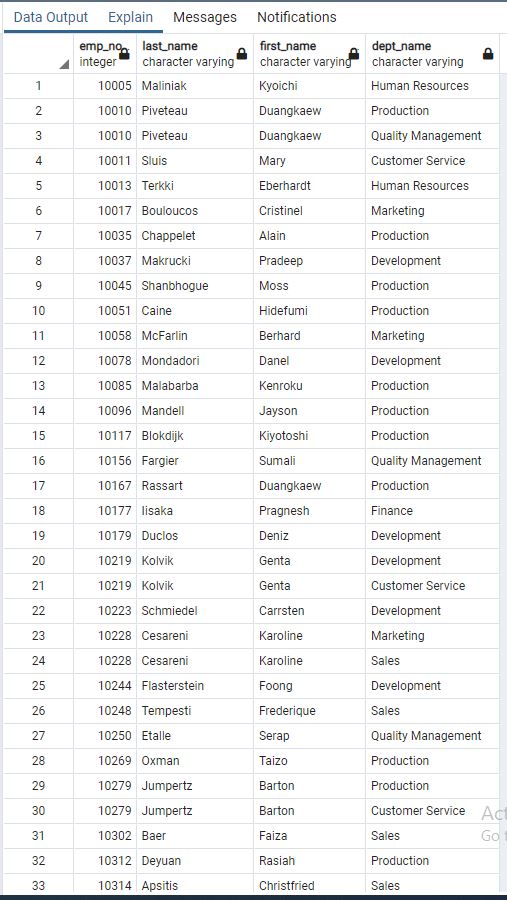 Data Output Explain Messages Notifications
emp_no last_name first_name dept_name
integer character varying character varying character varying
1 10005 Maliniak Kyoichi Human Resources
2 10010 Piveteau Duangkaew Production
3 10010 Piveteau Duangkaew Quality Management
4 10011 Sluis Mary Customer Service
5 10013 Terkki Eberhardt Human Resources
6 10017 Bouloucos Cristinel Marketing
7 10035 Chappelet Alain Production
8 10037 Makrucki Pradeep Development
9 10045 Shanbhogue Moss Production
10 10051 Caine Hidefumi Production
11 10058 McFarlin Berhard Marketing
12 10078 Mondadori Danel Development
13 10085 Malabarba Kenroku Production
14 10096 Mandell Jayson Production
15 10117 Blokdijk Kiyotoshi Production
16 10156 Fargier Sumali Quality Management
17 10167 Rassart Duangkaew Production
18 10177 Iisaka Pragnesh Finance
19 10179 Duclos Deniz Development
20 10219 Kolvik Genta Development
21 10219 Kolvik Genta Customer Service
22 10223 Schmiedel Carrsten Development
23 10228 Cesareni Karoline Marketing
24 10228 Cesareni Karoline Sales
25 10244 Flasterstein Foong Development
26 10248 Tempesti Frederique Sales
27 10250 Etalle Serap Quality Management
28 10269 Oxman Taizo Production
29 10279 Jumpertz Barton Production
30 10279 Jumpertz Barton Customer Service
Act
31 10302 Baer Faiza Sales
Go t
32 10312 Deyuan Rasiah Production
33 10314 Apsitis Christfried Sales